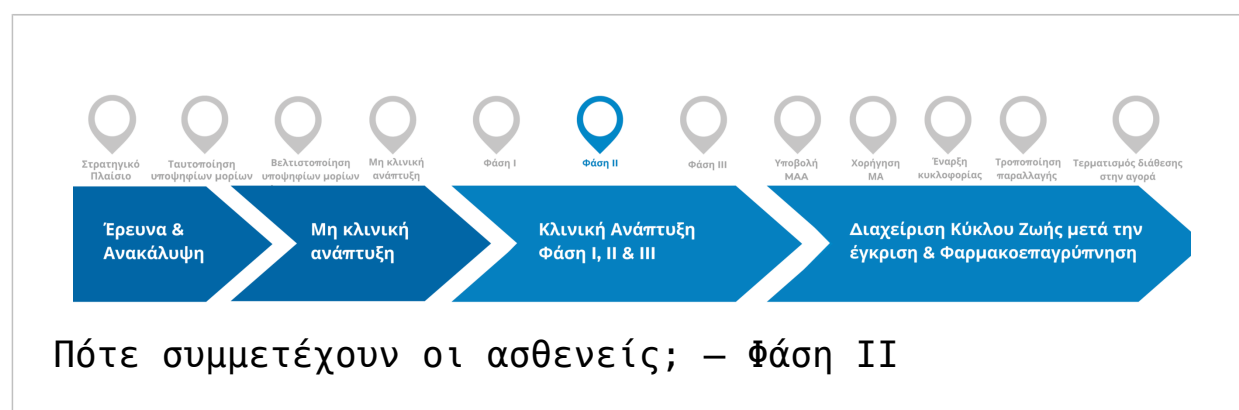 Στρατηγικό
Πλαίσιο
Ταυτοποίηση
υποψηφίων μορίων
Βελτιστοποίηση
υποψηφίων μορίων
Μη κλινική
ανάπτυξη
Φάση I
Φάση II
Φάση III
Υποβολή
MAA
Χορήγηση
MA
Έναρξη
κυκλοφορίας
Τροποποίηση
παραλλαγής
Τερματισμός διάθεσης
στην αγορά
Έρευνα &
Ανακάλυψη
Μη κλινική
ανάπτυξη
Κλινική Ανάπτυξη
Φάση I, II & III
Διαχείριση Κύκλου Ζωής μετά την
έγκριση & Φαρμακοεπαγρύπνηση
Πότε συμμετέχουν οι ασθενείς; – Φάση II